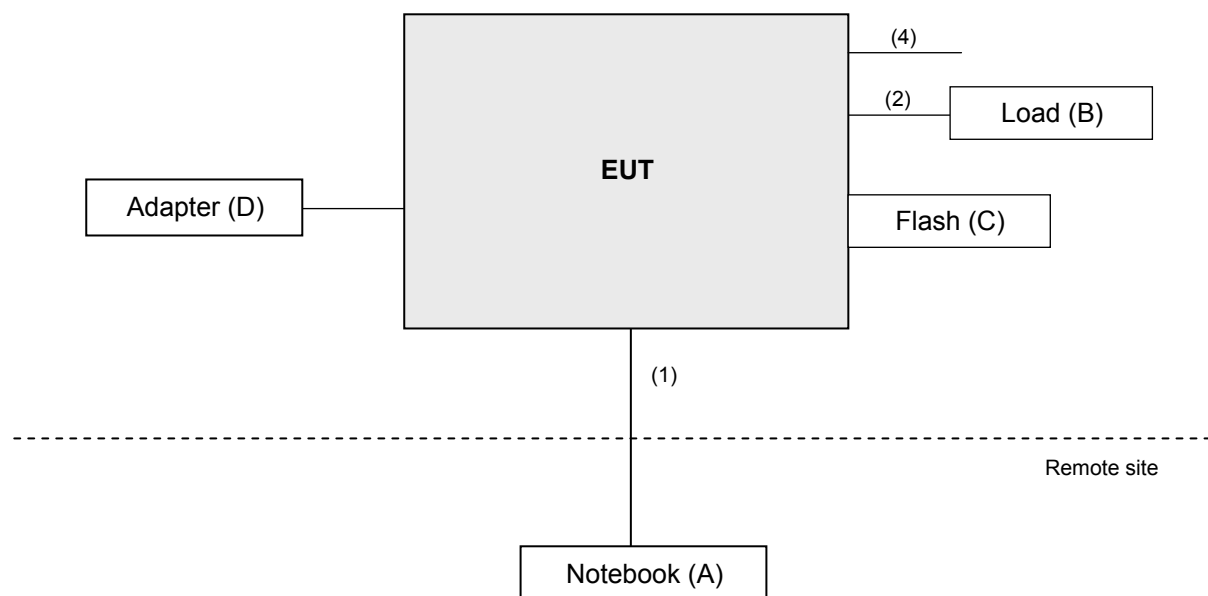 (4)
(2)
Load (B)
EUT
Adapter (D)
Flash (C)
(1)
Remote site
Notebook (A)